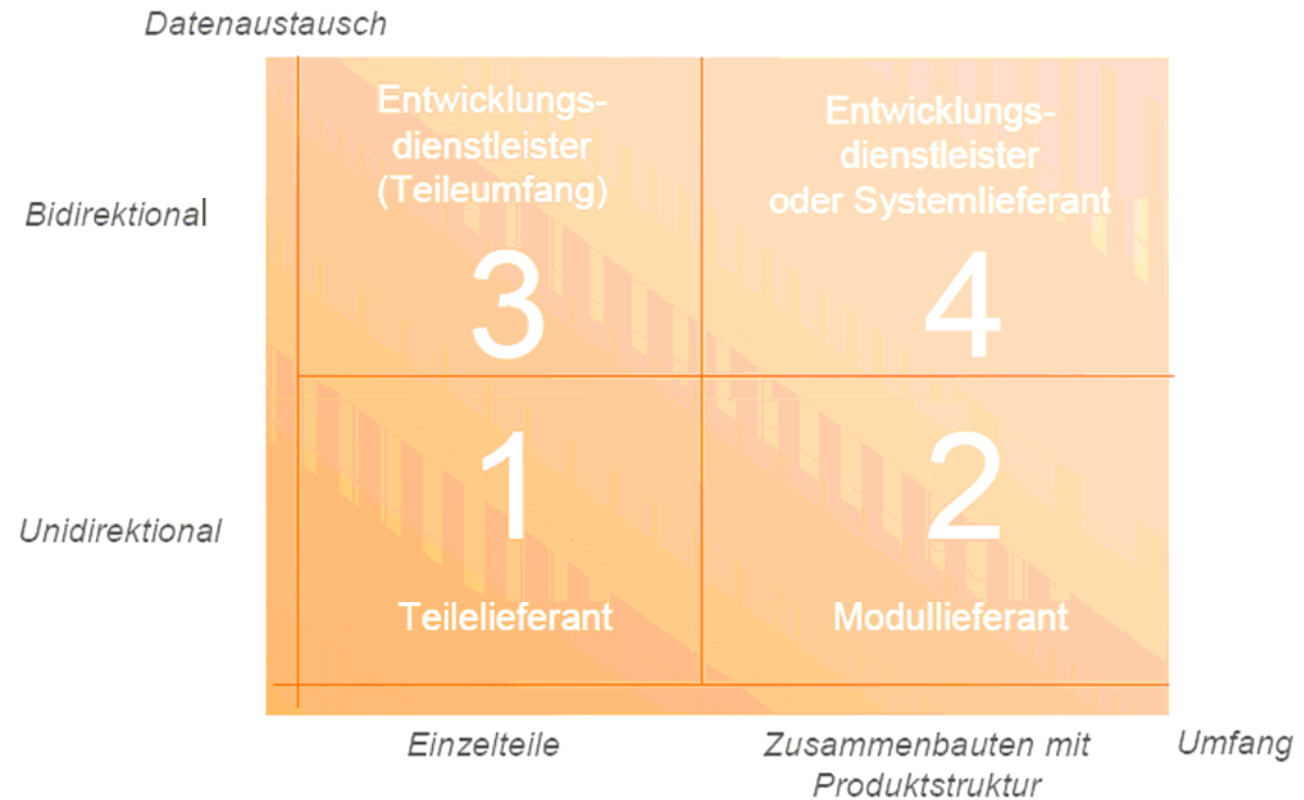 Datenaustausch
Entwicklungs-
dienstleister
(Teileumfang)
3
Entwicklungs-
dienstleister
oder Systemlieferant
4
Bidirektional
1
Teilelieferant
2
Modullieferant
Unidirektional
Einzelteile
Zusammenbauten mit
Produktstruktur
Umfang